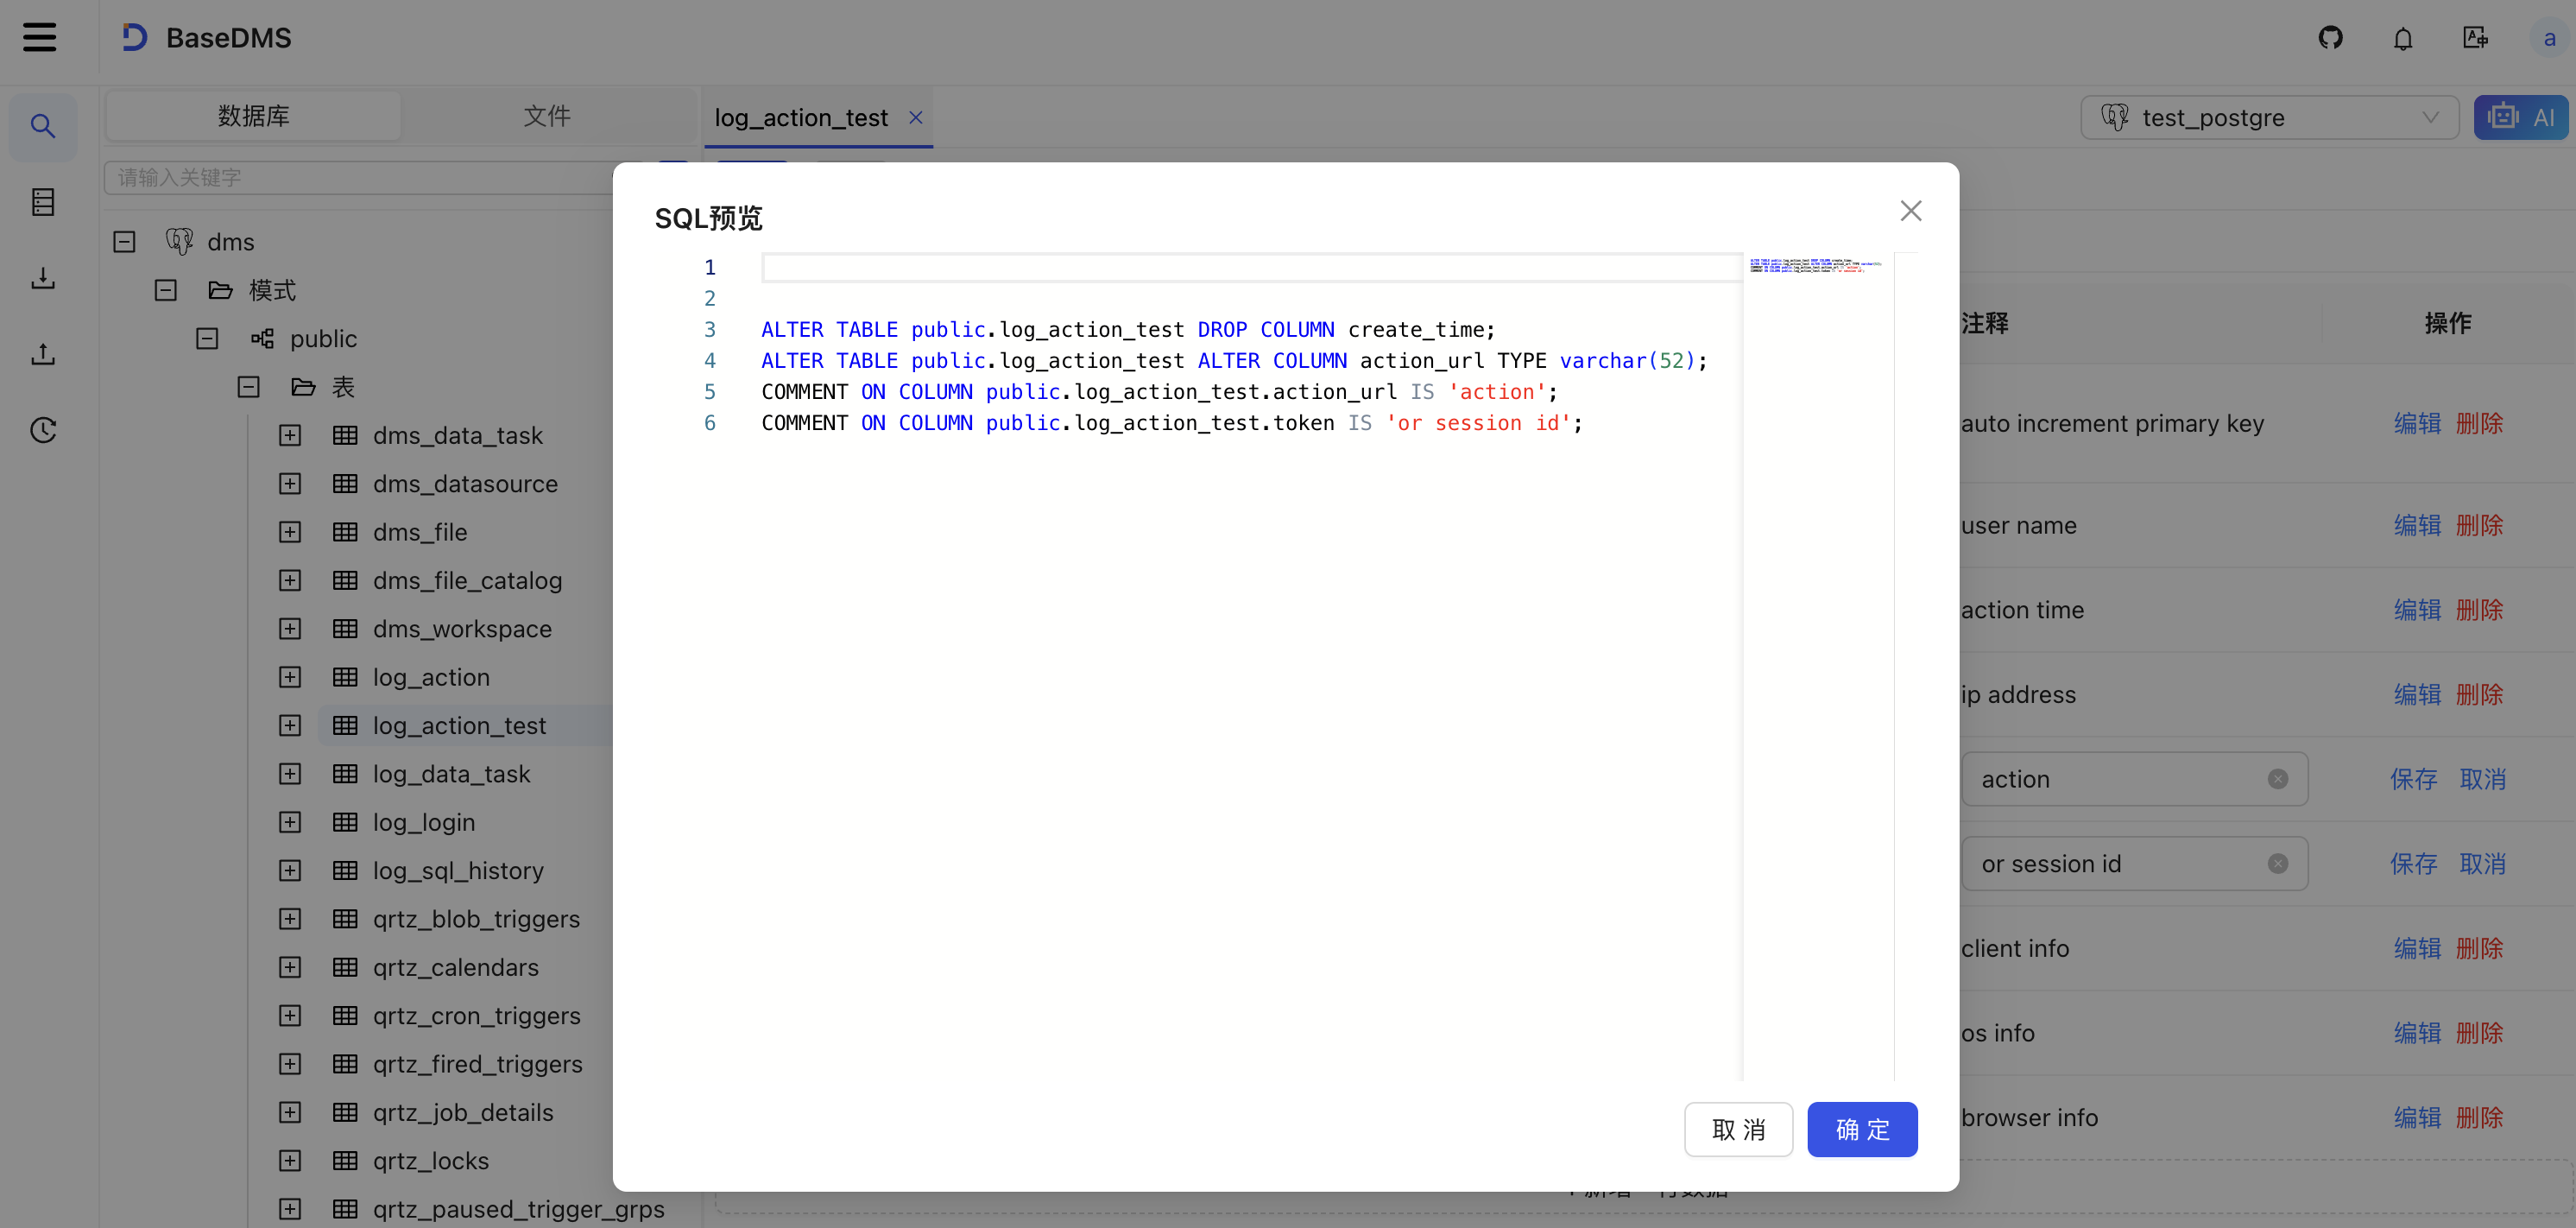 BaseDMS
a
数据库
文件
log_action_test
test_postgre
AI
请输入关键字
dms
模式
public
表
dms_data_task
dms_datasource
dms_file
dms_file_catalog
dms_workspace
log_action
log_action_test
log_data_task
log_login
log_sql_history
qrtz_blob_triggers
qrtz_calendars
qrtz_cron_triggers
qrtz_fired_triggers
qrtz_job_details
qrtz_locks
qrtz_paused_trigger_grps
SQL预览
1
2
3 ALTER TABLE public.log_action_test DROP COLUMN create_time;
4 ALTER TABLE public.log_action_test ALTER COLUMN action_url TYPE varchar(52);
5 COMMENT ON COLUMN public.log_action_test.action_url IS 'action';
6 COMMENT ON COLUMN public.log_action_test.token IS 'or session id';
取 消
确 定
注释
操作
auto increment primary key
编辑 删除
user name
编辑 删除
action time
编辑 删除
ip address
编辑 删除
action
保存 取消
or session id
保存 取消
client info
编辑 删除
os info
编辑 删除
browser info
编辑 删除